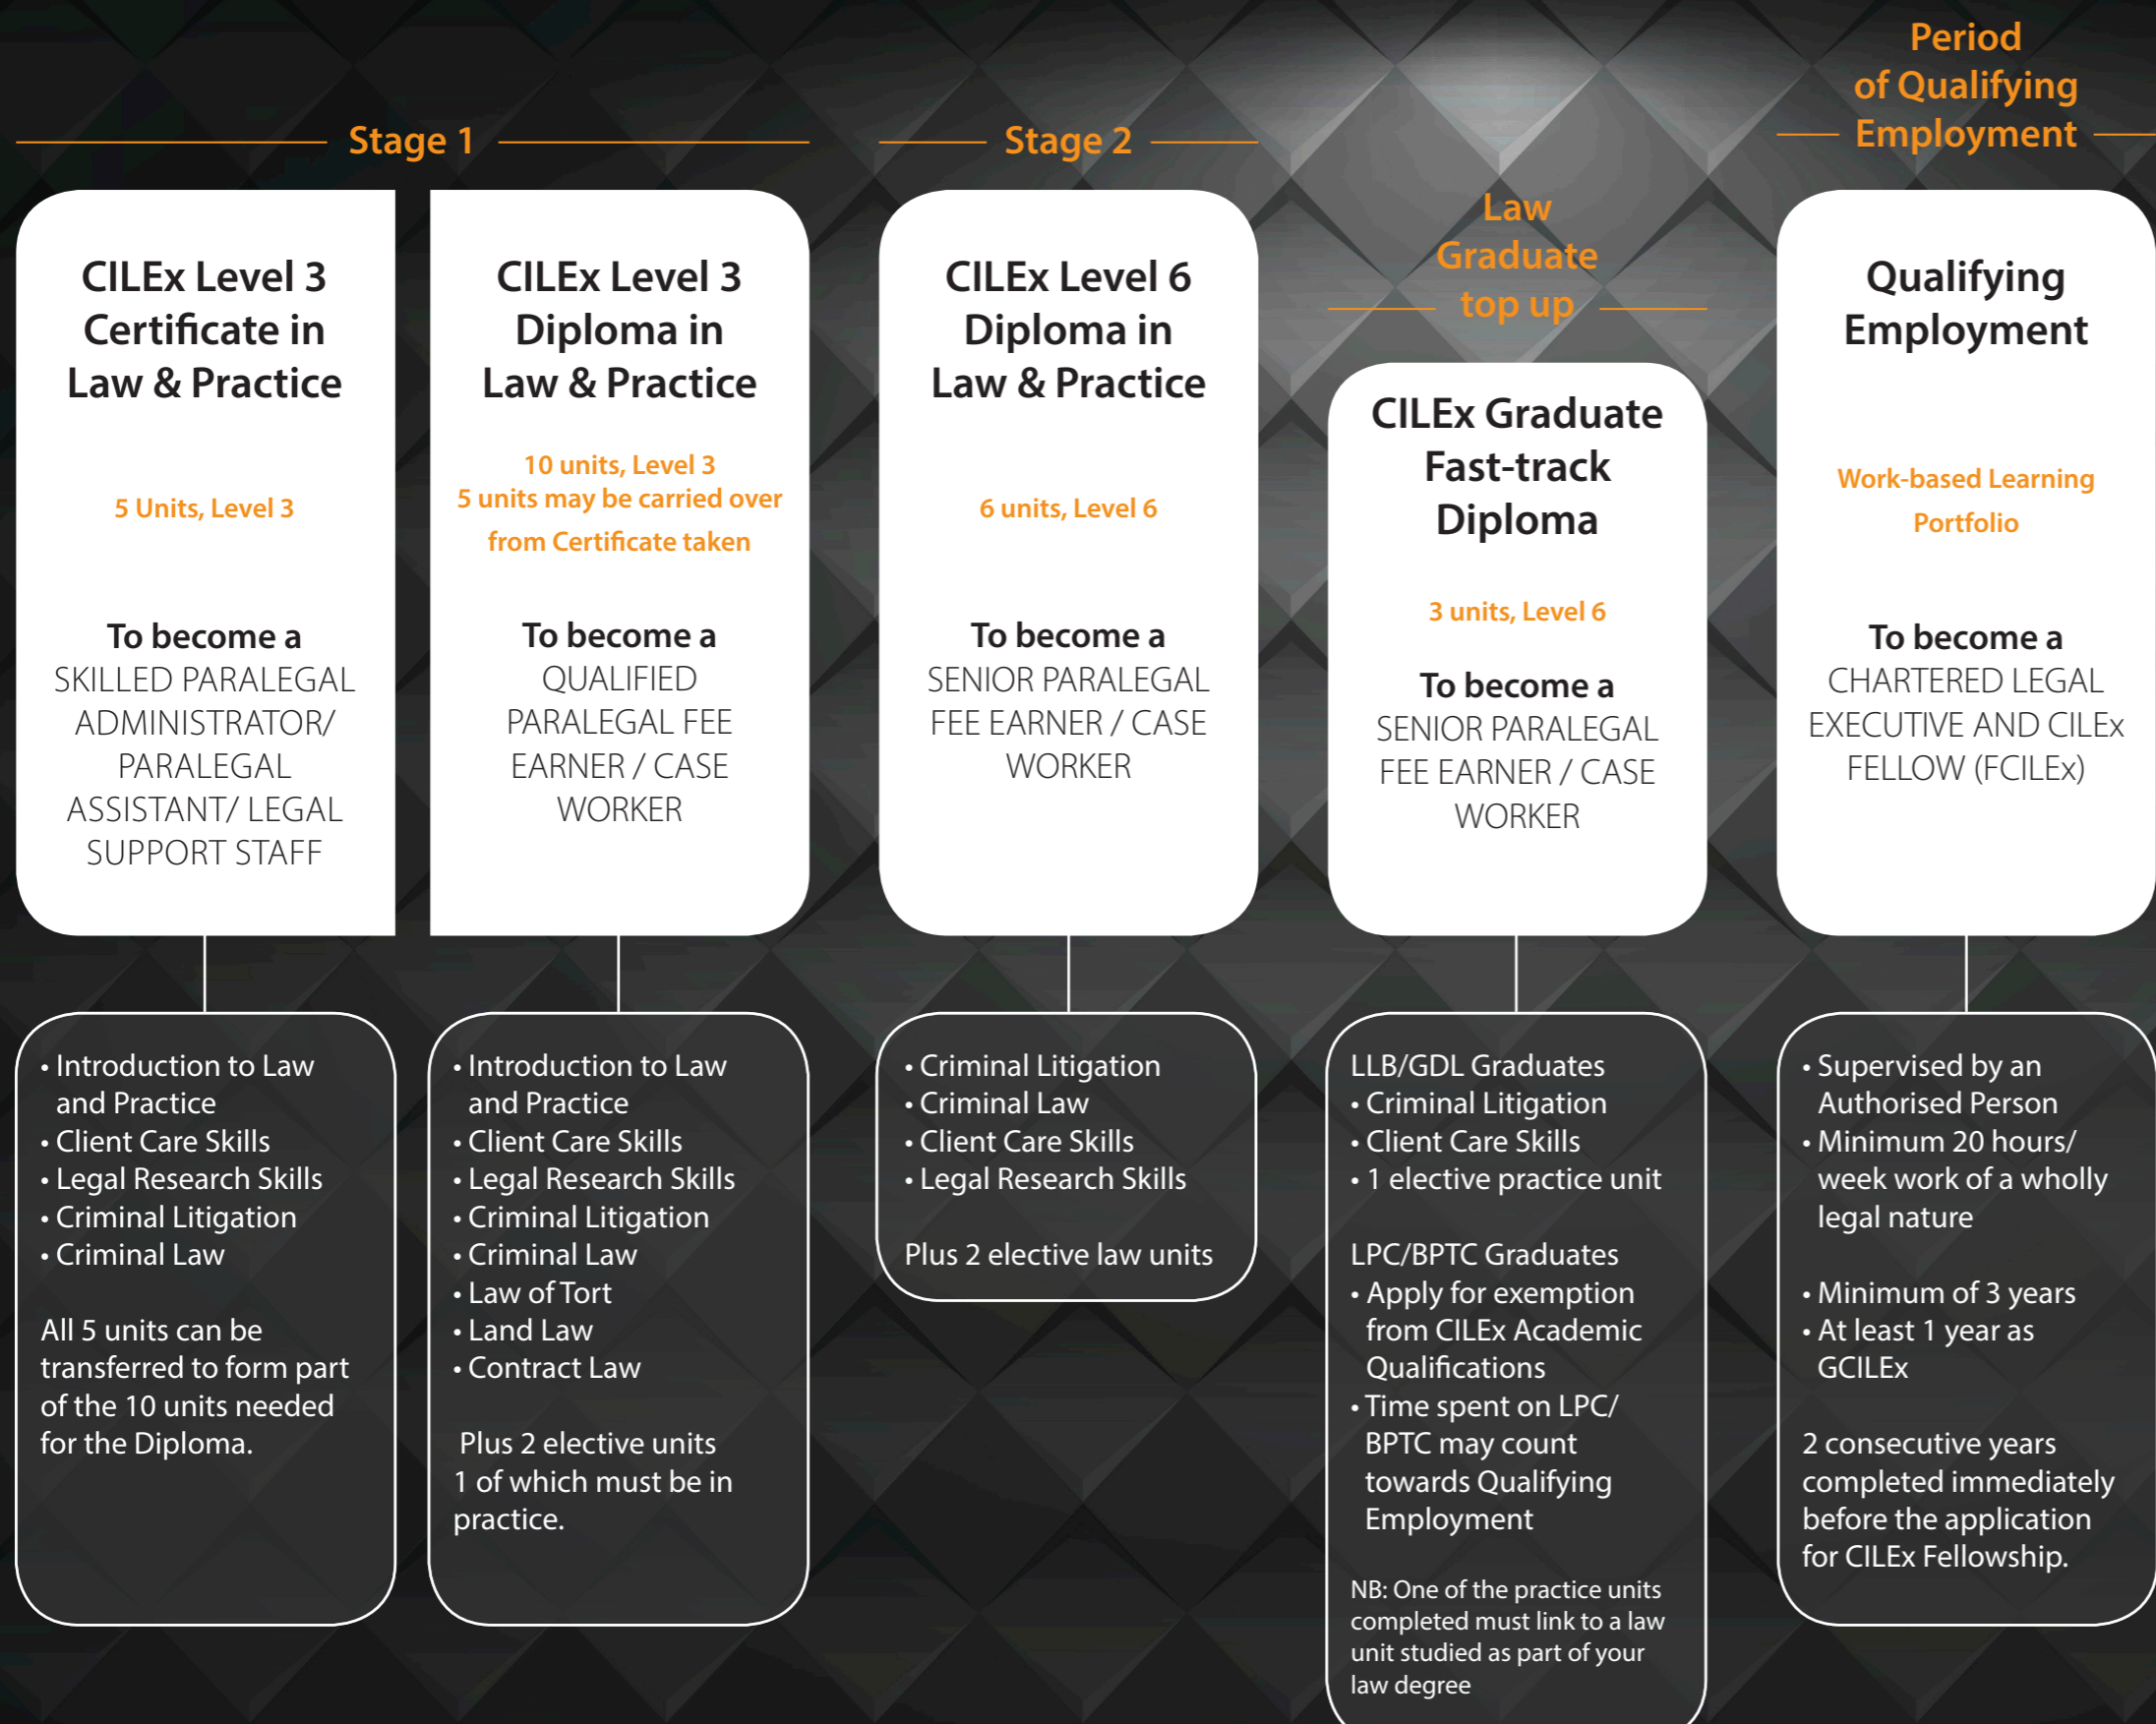 Stage 1
CILEx Level 3
Certificate in
Law & Practice
5 Units, Level 3
To become a
SKILLED PARALEGAL
ADMINISTRATOR/
PARALEGAL
ASSISTANT/ LEGAL
SUPPORT STAFF
• Introduction to Law
and Practice
• Client Care Skills
• Legal Research Skills
• Criminal Litigation
• Criminal Law
All 5 units can be
transferred to form part
of the 10 units needed
for the Diploma.
CILEx Level 3
Diploma in
Law & Practice
10 units, Level 3
5 units may be carried over
from Certificate taken
To become a
QUALIFIED
PARALEGAL FEE
EARNER / CASE
WORKER
• Introduction to Law
and Practice
• Client Care Skills
• Legal Research Skills
• Criminal Litigation
• Criminal Law
• Law of Tort
• Land Law
• Contract Law
Plus 2 elective units
1 of which must be in
practice.
Stage 2
CILEx Level 6
Diploma in
Law & Practice
6 units, Level 6
To become a
SENIOR PARALEGAL
FEE EARNER / CASE
WORKER
• Criminal Litigation
• Criminal Law
• Client Care Skills
• Legal Research Skills
Plus 2 elective law units
Law
Graduate
top up
CILEx Graduate
Fast-track
Diploma
3 units, Level 6
To become a
SENIOR PARALEGAL
FEE EARNER / CASE
WORKER
LLB/GDL Graduates
• Criminal Litigation
• Client Care Skills
• 1 elective practice unit
LPC/BPTC Graduates
• Apply for exemption
from CILEx Academic
Qualifications
• Time spent on LPC/
BPTC may count
towards Qualifying
Employment
NB: One of the practice units
completed must link to a law
unit studied as part of your
law degree
Period
of Qualifying
Employment
Qualifying
Employment
Work-based Learning
Portfolio
To become a
CHARTERED LEGAL
EXECUTIVE AND CILEx
FELLOW (FCILEx)
• Supervised by an
Authorised Person
• Minimum 20 hours/
week work of a wholly
legal nature
• Minimum of 3 years
• At least 1 year as
GCILEx
2 consecutive years
completed immediately
before the application
for CILEx Fellowship.